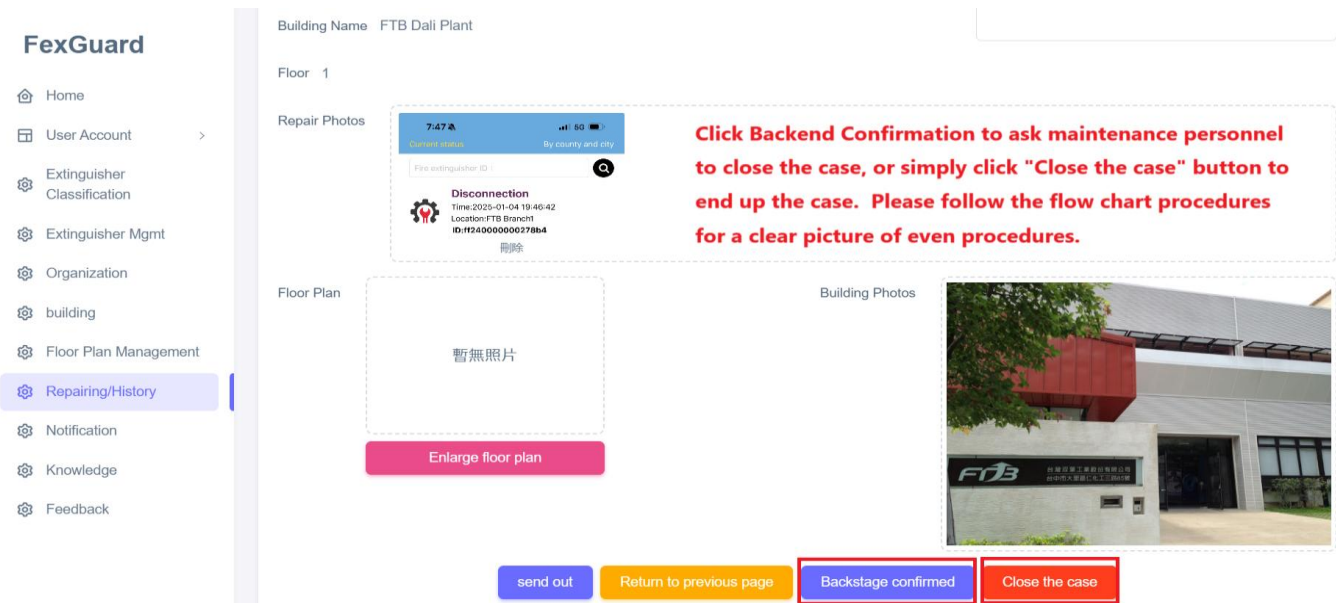 FexGuard
Home
User Account
Extinguisher
Classification
Extinguisher Mgmt
Organization
building
Floor Plan Management
Repairing/History
Notification
Knowledge
Feedback
Building Name FTB Dali Plant
Floor 1
Repair Photos
7:47
5G
Current status
By county and city
Fire extinguisher ID
Disconnection
Time:2025-01-04 19:46:42
Location:FTB Branch1
ID:ff240000000278b4
刪除
Click Backend Confirmation to ask maintenance personnel
to close the case, or simply click "Close the case" button to
end up the case. Please follow the flow chart procedures
for a clear picture of even procedures.
Floor Plan
暫無照片
Enlarge floor plan
Building Photos
FTB
send out
Return to previous page
Backstage confirmed
Close the case